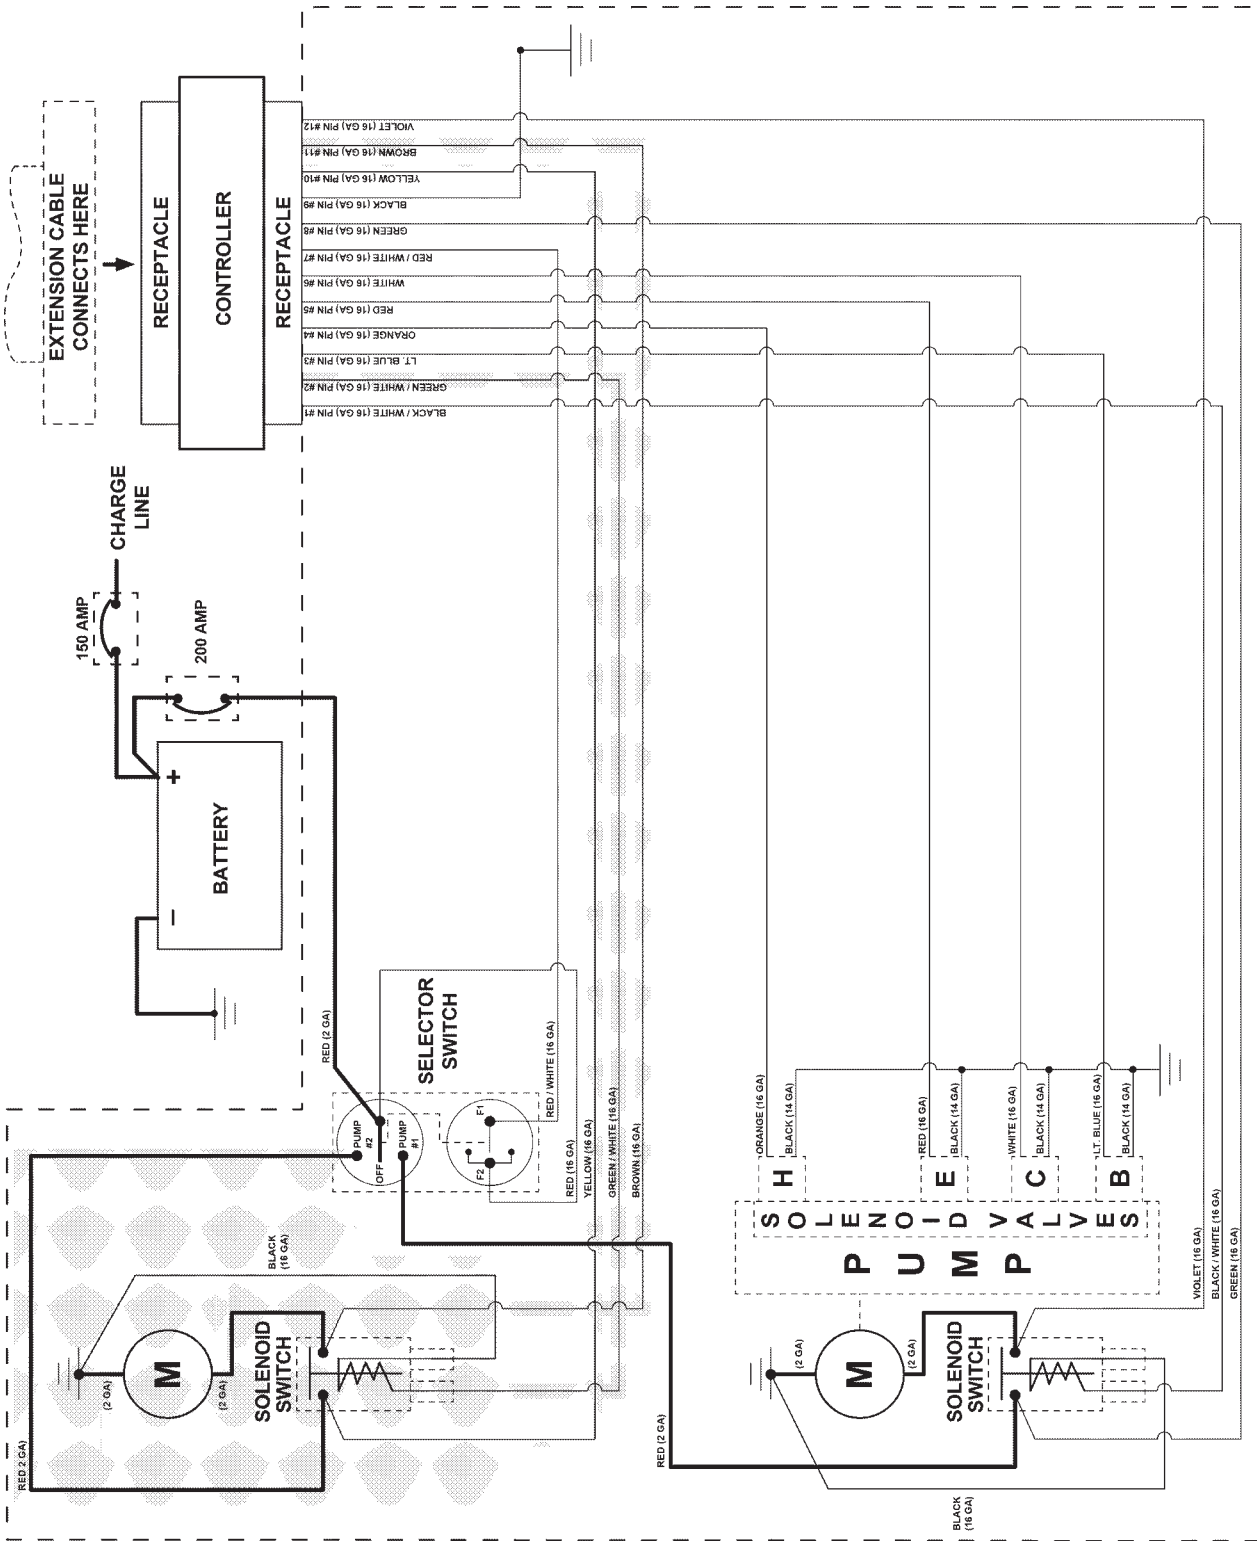 EXTENSION CABLE
CONNECTS HERE
RECEPTACLE
CONTROLLER
RECEPTACLE
VIOLET (16 GA) PIN #12
BROWN (16 GA) PIN #11
YELLOW (16 GA) PIN #10
BLACK (16 GA) PIN #9
GREEN (16 GA) PIN #8
RED / WHITE (16 GA) PIN #7
WHITE (16 GA) PIN #6
RED (16 GA) PIN #5
ORANGE (16 GA) PIN #4
LT. BLUE (16 GA) PIN #3
GREEN / WHITE (16 GA) PIN #2
BLACK / WHITE (16 GA) PIN #1
CHARGE
LINE
150 AMP
200 AMP
+
BATTERY
–
RED (2 GA)
SELECTOR
SWITCH
PUMP
#2
OFF
PUMP
#1
F1
F2
RED / WHITE (16 GA)
RED (16 GA)
YELLOW (16 GA)
GREEN / WHITE (16 GA)
BROWN (16 GA)
ORANGE (16 GA)
BLACK (14 GA)
RED (16 GA)
BLACK (14 GA)
WHITE (16 GA)
BLACK (14 GA)
LT. BLUE (16 GA)
BLACK (14 GA)
H
E
C
B
SOLENOID VALVES
PUMP
VIOLET (16 GA)
BLACK / WHITE (16 GA)
GREEN (16 GA)
BLACK
(16 GA)
M
(2 GA)
(2 GA)
SOLENOID
SWITCH
RED 2 GA)
RED (2 GA)
M
(2 GA)
(2 GA)
SOLENOID
SWITCH
BLACK
(16 GA)